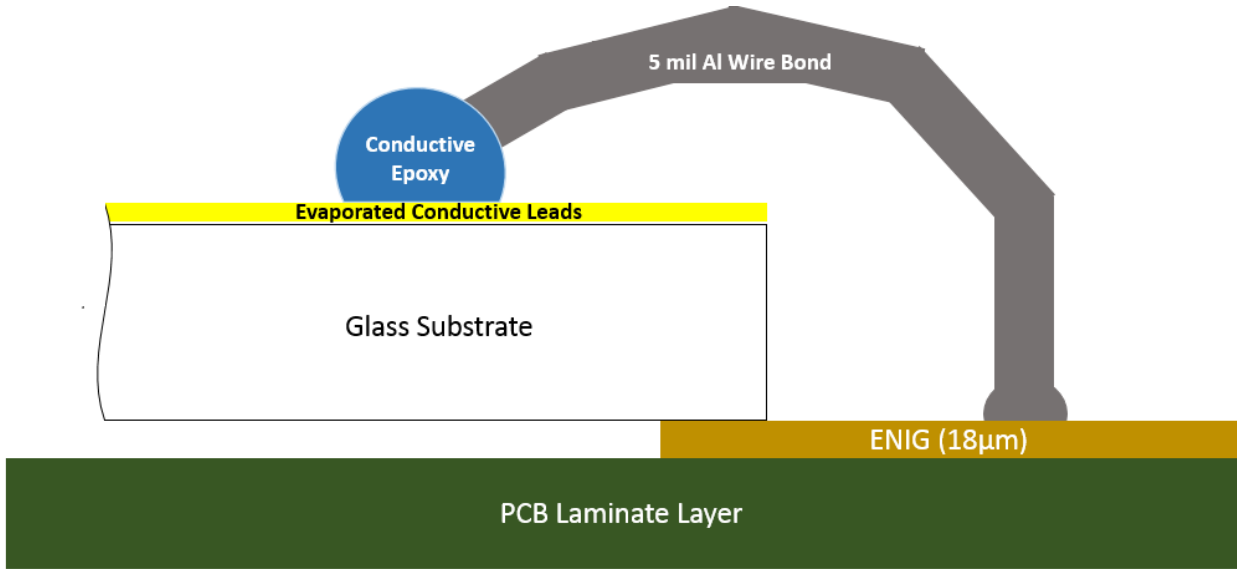 5 mil Al Wire Bond
Conductive
Epoxy
Evaporated Conductive Leads
Glass Substrate
ENIG (18μm)
PCB Laminate Layer